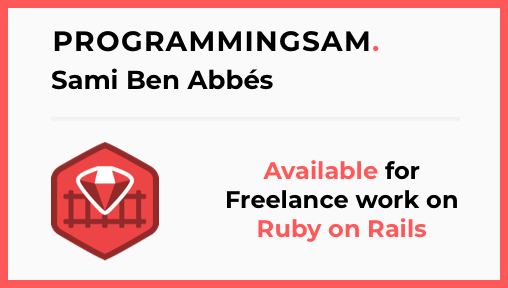 PROGRAMMINGSAM.
Sami Ben Abbés
Available for
Freelance work on
Ruby on Rails